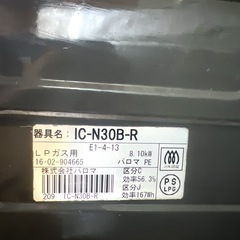 器具名: IC-N30B-R
E1-4-13
LPガス用 8.10kW
16・02-904665 パロマ PE
株式会社パロマ 区分C
効率56.3%
区分J
209 IC-N30B-R 効率167Wh
PS
LPG